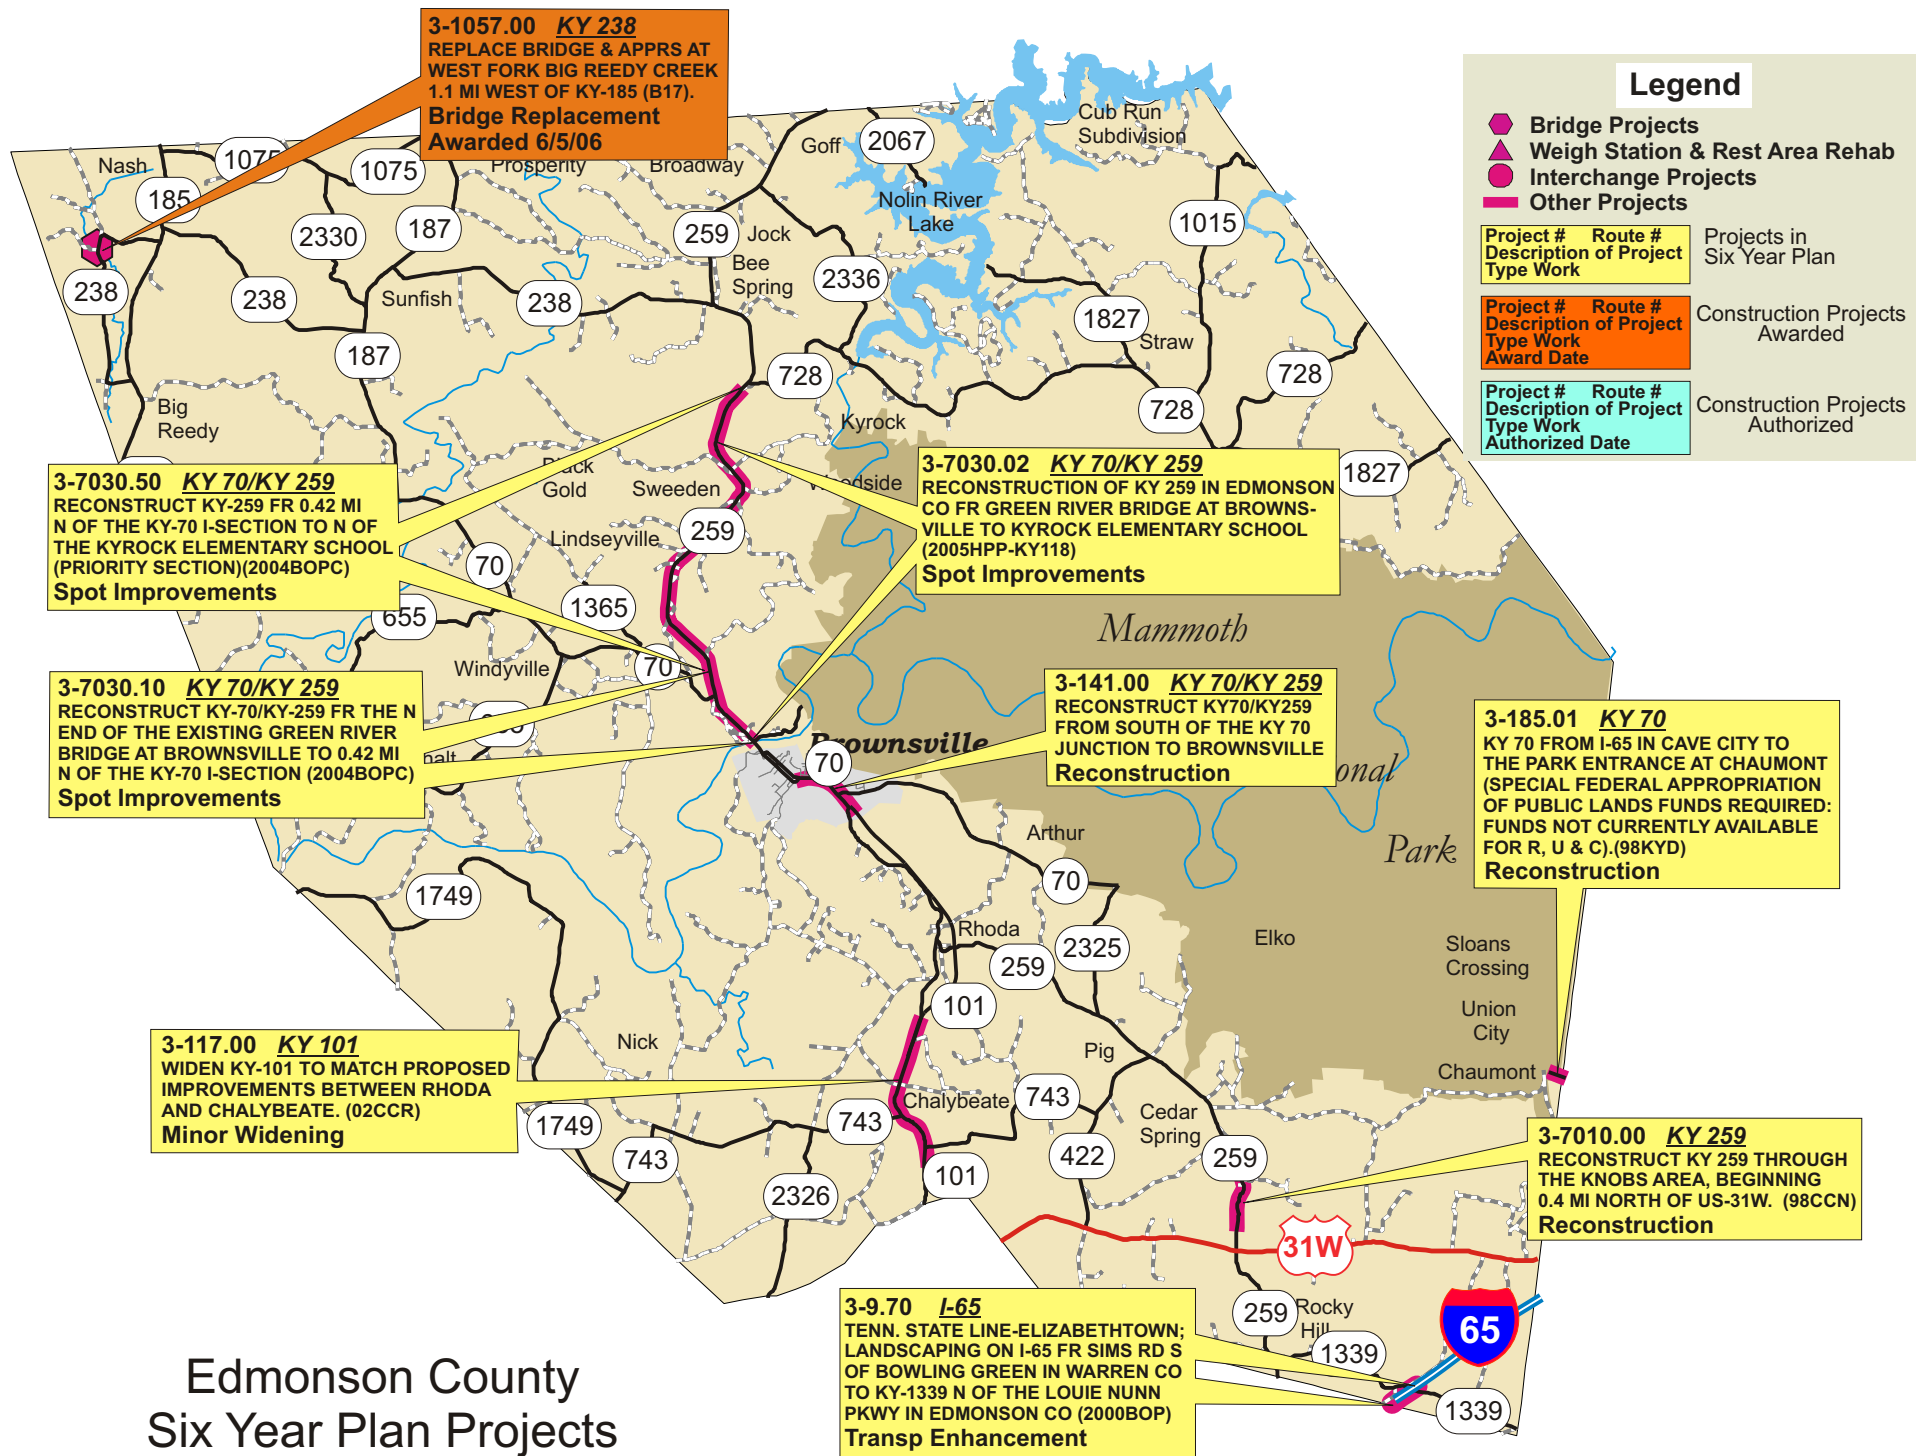 3-1057.00 KY 238
REPLACE BRIDGE & APPRS AT
WEST FORK BIG REEDY CREEK
1.1 MI WEST OF KY-185 (B17).
Bridge Replacement
Awarded 6/5/06
Legend
Bridge Projects
Weigh Station & Rest Area Rehab
Interchange Projects
Other Projects
Project # Route #
Description of Project
Type Work
Projects in
Six Year Plan
Project # Route #
Description of Project
Type Work
Award Date
Construction Projects
Awarded
Project # Route #
Description of Project
Type Work
Authorized Date
Construction Projects
Authorized
Nash
1075
1075
Prosperity
Broadway
Goff
2067
Cub Run
Subdivision
185
2330
187
259
Jock
Bee
Spring
Nolin River
Lake
1015
238
238
Sunfish
238
2336
1827
Straw
187
728
728
728
Big
Reedy
Kyrock
1827
Gold
Sweeden
259
Lindseyville
3-7030.50 KY 70/KY 259
RECONSTRUCT KY-259 FR 0.42 MI
N OF THE KY-70 I-SECTION TO N OF
THE KYROCK ELEMENTARY SCHOOL
(PRIORITY SECTION)(2004BOPC)
Spot Improvements
3-7030.02 KY 70/KY 259
RECONSTRUCTION OF KY 259 IN EDMONSON
CO FR GREEN RIVER BRIDGE AT BROWNS-
VILLE TO KYROCK ELEMENTARY SCHOOL
(2005HPP-KY118)
Spot Improvements
70
1365
655
Windyville
70
Mammoth
3-7030.10 KY 70/KY 259
RECONSTRUCT KY-70/KY-259 FR THE N
END OF THE EXISTING GREEN RIVER
BRIDGE AT BROWNSVILLE TO 0.42 MI
N OF THE KY-70 I-SECTION (2004BOPC)
Spot Improvements
3-141.00 KY 70/KY 259
RECONSTRUCT KY70/KY259
FROM SOUTH OF THE KY 70
JUNCTION TO BROWNSVILLE
Reconstruction
3-185.01 KY 70
KY 70 FROM I-65 IN CAVE CITY TO
THE PARK ENTRANCE AT CHAUMONT
(SPECIAL FEDERAL APPROPRIATION
OF PUBLIC LANDS FUNDS REQUIRED:
FUNDS NOT CURRENTLY AVAILABLE
FOR R, U & C).(98KYD)
Reconstruction
Brownsville
70
onal
Park
Arthur
70
1749
Rhoda
259
2325
Elko
Sloans
Crossing
Union
City
Chaumont
101
Nick
Pig
3-117.00 KY 101
WIDEN KY-101 TO MATCH PROPOSED
IMPROVEMENTS BETWEEN RHODA
AND CHALYBEATE. (02CCR)
Minor Widening
Chalybeate
743
743
Cedar
Spring
1749
743
422
259
2326
101
3-7010.00 KY 259
RECONSTRUCT KY 259 THROUGH
THE KNOBS AREA, BEGINNING
0.4 MI NORTH OF US-31W. (98CCN)
Reconstruction
31W
3-9.70 I-65
TENN. STATE LINE-ELIZABETHTOWN;
LANDSCAPING ON I-65 FR SIMS RD S
OF BOWLING GREEN IN WARREN CO
TO KY-1339 N OF THE LOUIE NUNN
PKWY IN EDMONSON CO (2000BOP)
Transp Enhancement
259
Rocky
Hill
65
1339
1339
Edmonson County
Six Year Plan Projects